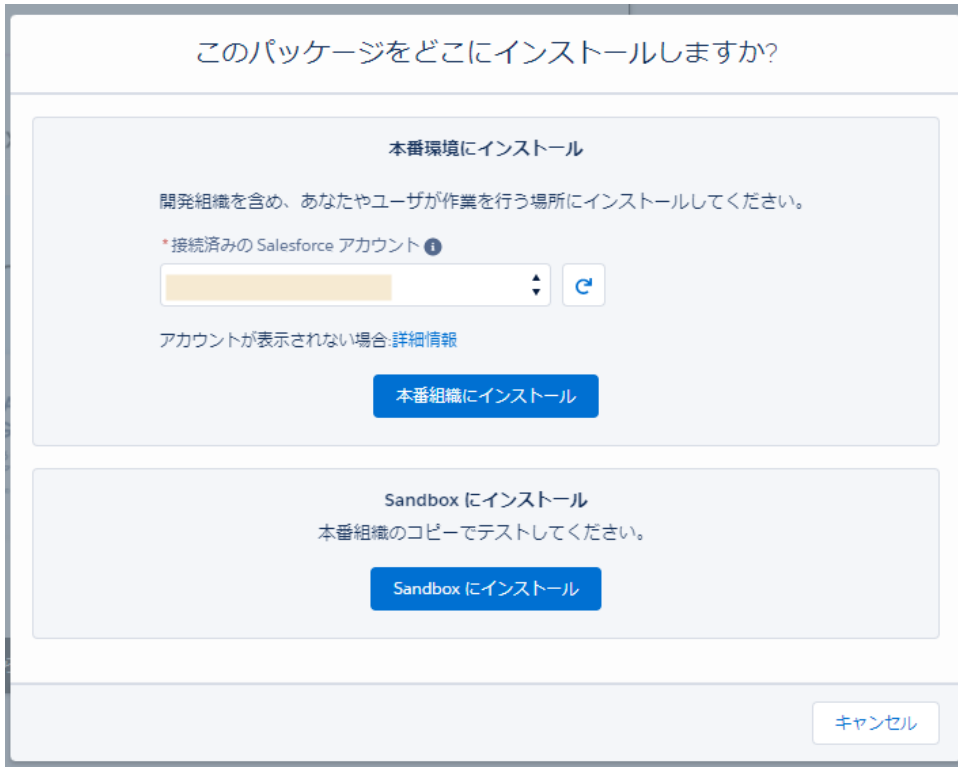 このパッケージをどこにインストールしますか?
本番環境にインストール
開発組織を含め、あなたやユーザが作業を行う場所にインストールしてください。
*接続済みの Salesforce アカウント
アカウントが表示されない場合:詳細情報
本番組織にインストール
Sandbox にインストール
本番組織のコピーでテストしてください。
Sandbox にインストール
キャンセル